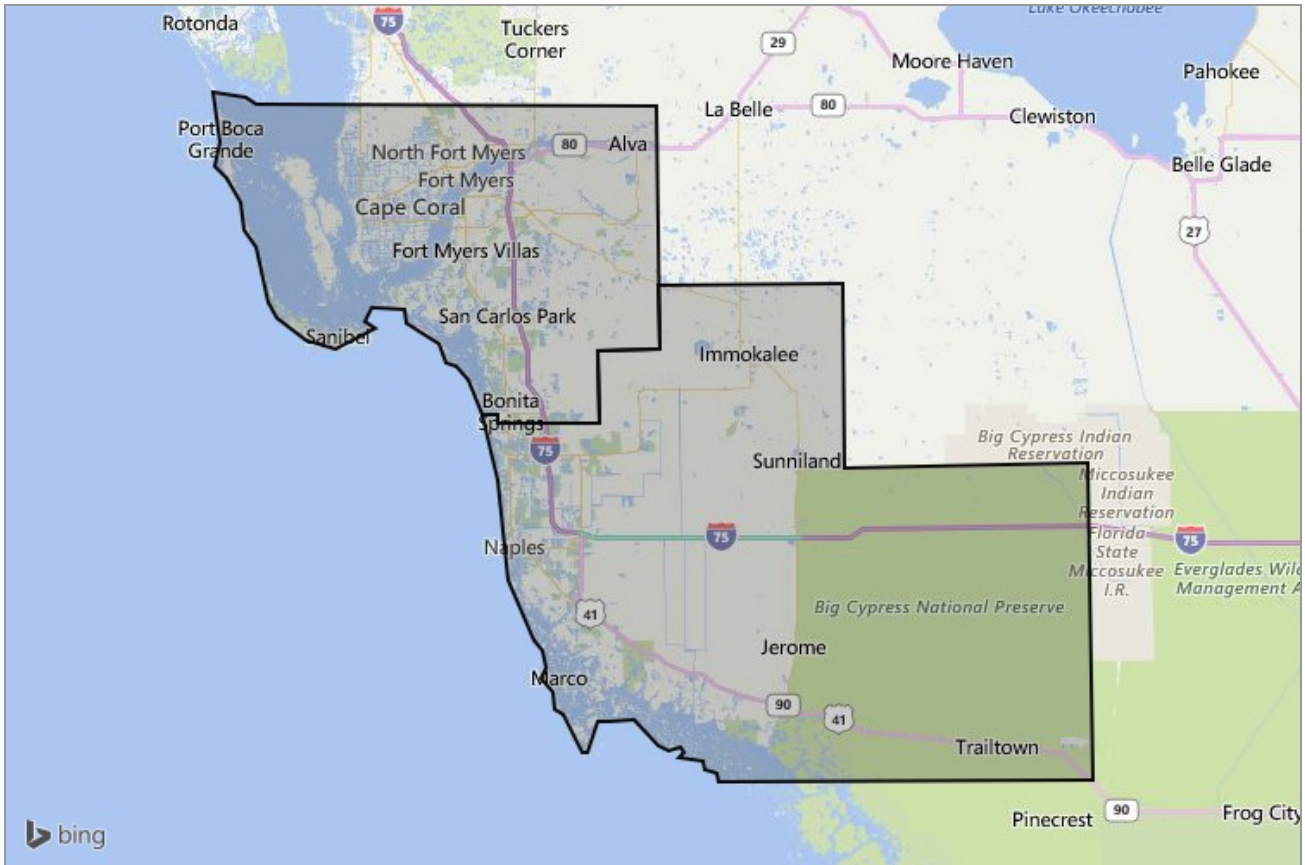 Lake Okeechobee
Rotonda
75
Tuckers
Corner
29
Moore Haven
Pahokee
La Belle
80
Clewiston
Port Boca
Grande
North Fort Myers
80
Alva
Belle Glade
Fort Myers
Cape Coral
27
Fort Myers Villas
San Carlos Park
Sanibel
Immokalee
Bonita
Springs
75
Big Cypress Indian
Reservation
Sunniland
Miccosukee
Indian
Reservation
Florida
State
Miccosukee
I.R.
Naples
75
75
Everglades Wil
Management A
Big Cypress National Preserve
41
Jerome
Marco
90
41
Trailtown
Pinecrest
90
Frog City
bing